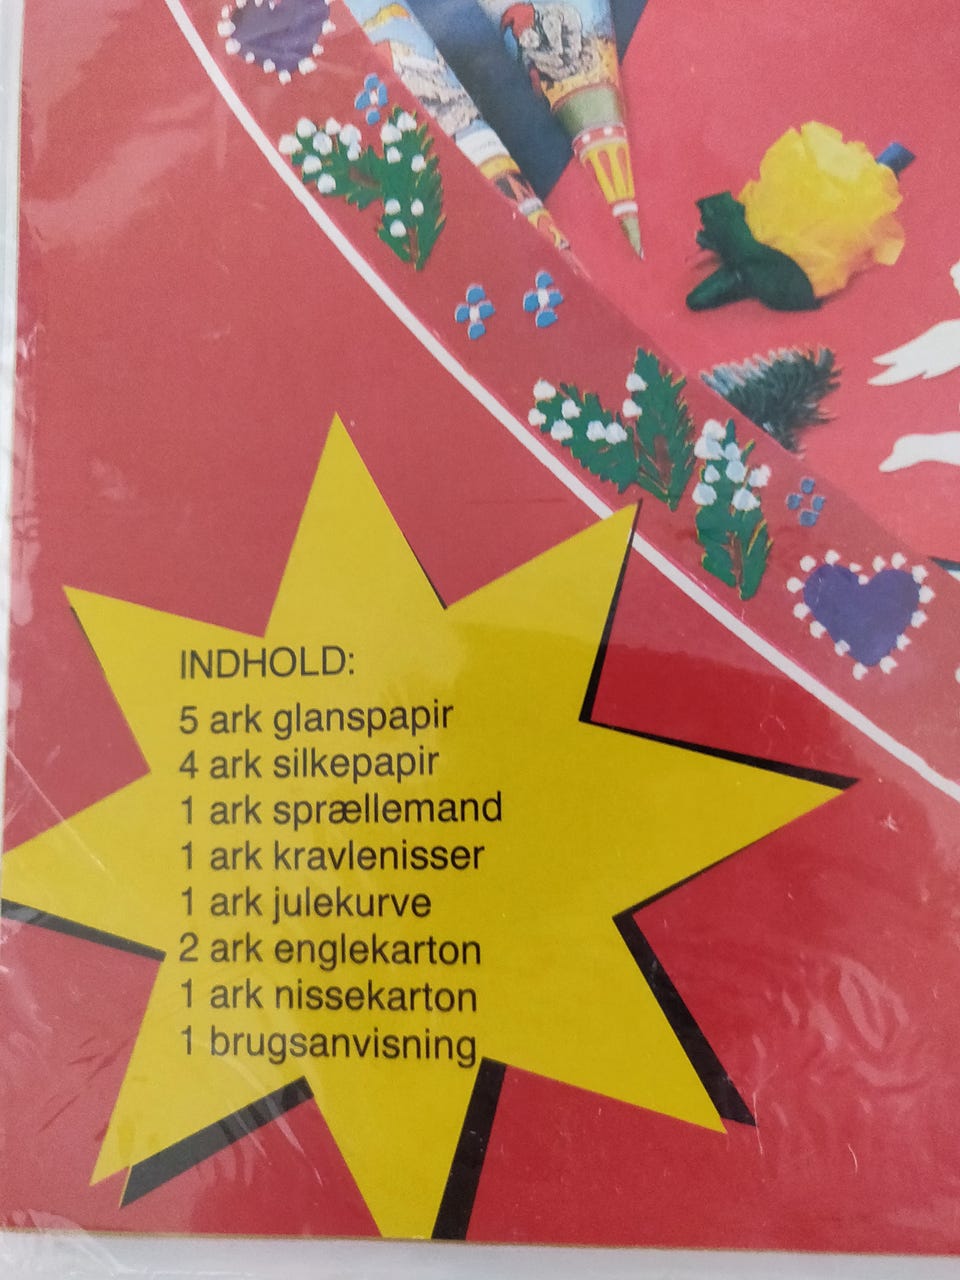 INDHOLD:
5 ark glanspapir
4 ark silkepapir
1 ark sprællemand
1 ark kravlenisser
1 ark julekurve
2 ark englekarton
1 ark nissekarton
1 brugsanvisning